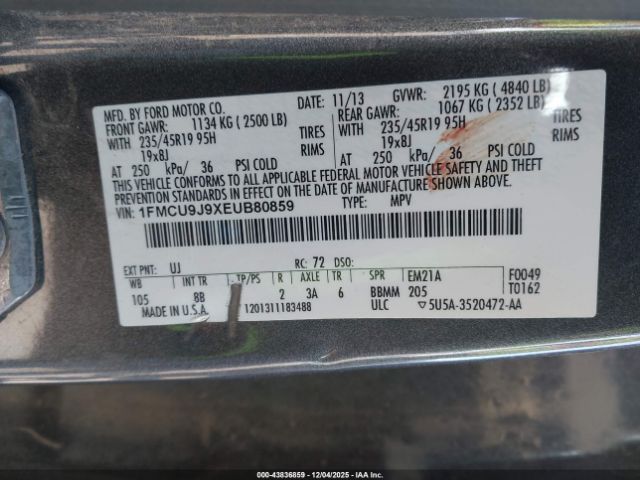 MFD. BY FORD MOTOR CO.
DATE: 11/13 GVWR: 2195 KG ( 4840 LB)
FRONT GAWR: 1134 KG ( 2500 LB) REAR GAWR: 1067 KG ( 2352 LB)
WITH 235/45R19 95H TIRES WITH 235/45R19 95H TIRES
19x8J RIMS 19x8J RIMS
AT 250 kPa/ 36 PSI COLD AT 250 kPa/ 36 PSI COLD
THIS VEHICLE CONFORMS TO ALL APPLICABLE FEDERAL MOTOR VEHICLE SAFETY AND THEFT
PREVENTION STANDARDS IN EFFECT ON THE DATE OF MANUFACTURE SHOWN ABOVE.
VIN: 1FMCU9J9XEUB80859 TYPE: MPV
EXT PNT: UJ RC: 72 DSO:
WB INT TR TP/PS R AXLE TR SPR EM21A F0049
105 8B 2 3A 6 BBMM 205 T0162
MADE IN U.S.A. 1201311183488 ULC 5U5A-3520472-AA
000-43836859 | 12/04/2025 - IAA Inc.